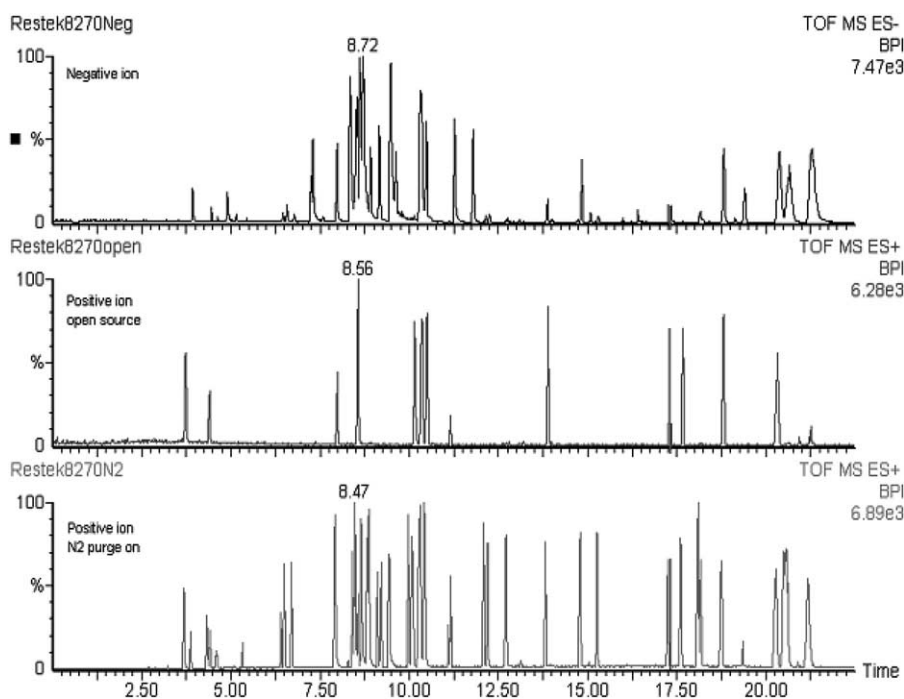 Restek8270Neg
TOF MS ES-
BPI
7.47e3
8.72
100
Negative ion
%
0
Restek8270open
TOF MS ES+
BPI
6.28e3
8.56
100
Positive ion
open source
%
0
Restek8270N2
TOF MS ES+
BPI
6.89e3
8.47
100
Positive ion
N2 purge on
%
0
Time
2.50 5.00 7.50 10.00 12.50 15.00 17.50 20.00